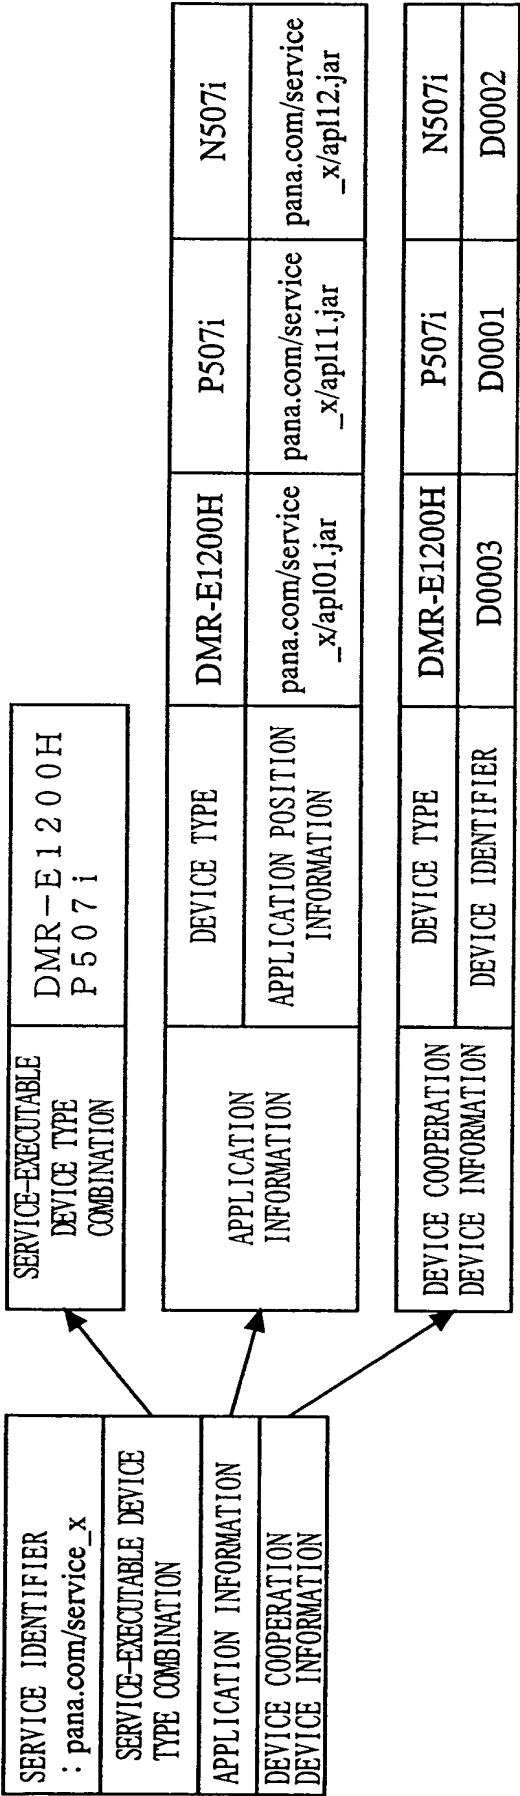 SERVICE IDENTIFIER
: pana.com/service_x
SERVICE-EXECUTABLE DEVICE
TYPE COMBINATION
APPLICATION INFORMATION
DEVICE COOPERATION
DEVICE INFORMATION
SERVICE-EXECUTABLE
DEVICE TYPE
COMBINATION
DMR-E1200H
P507i
APPLICATION
INFORMATION
DEVICE TYPE
DMR-E1200H
P507i
N507i
APPLICATION POSITION
INFORMATION
pana.com/service
_x/apl01.jar
pana.com/service
_x/apl11.jar
pana.com/service
_x/apl12.jar
DEVICE COOPERATION
DEVICE INFORMATION
DEVICE TYPE
DMR-E1200H
P507i
N507i
DEVICE IDENTIFIER
D0003
D0001
D0002